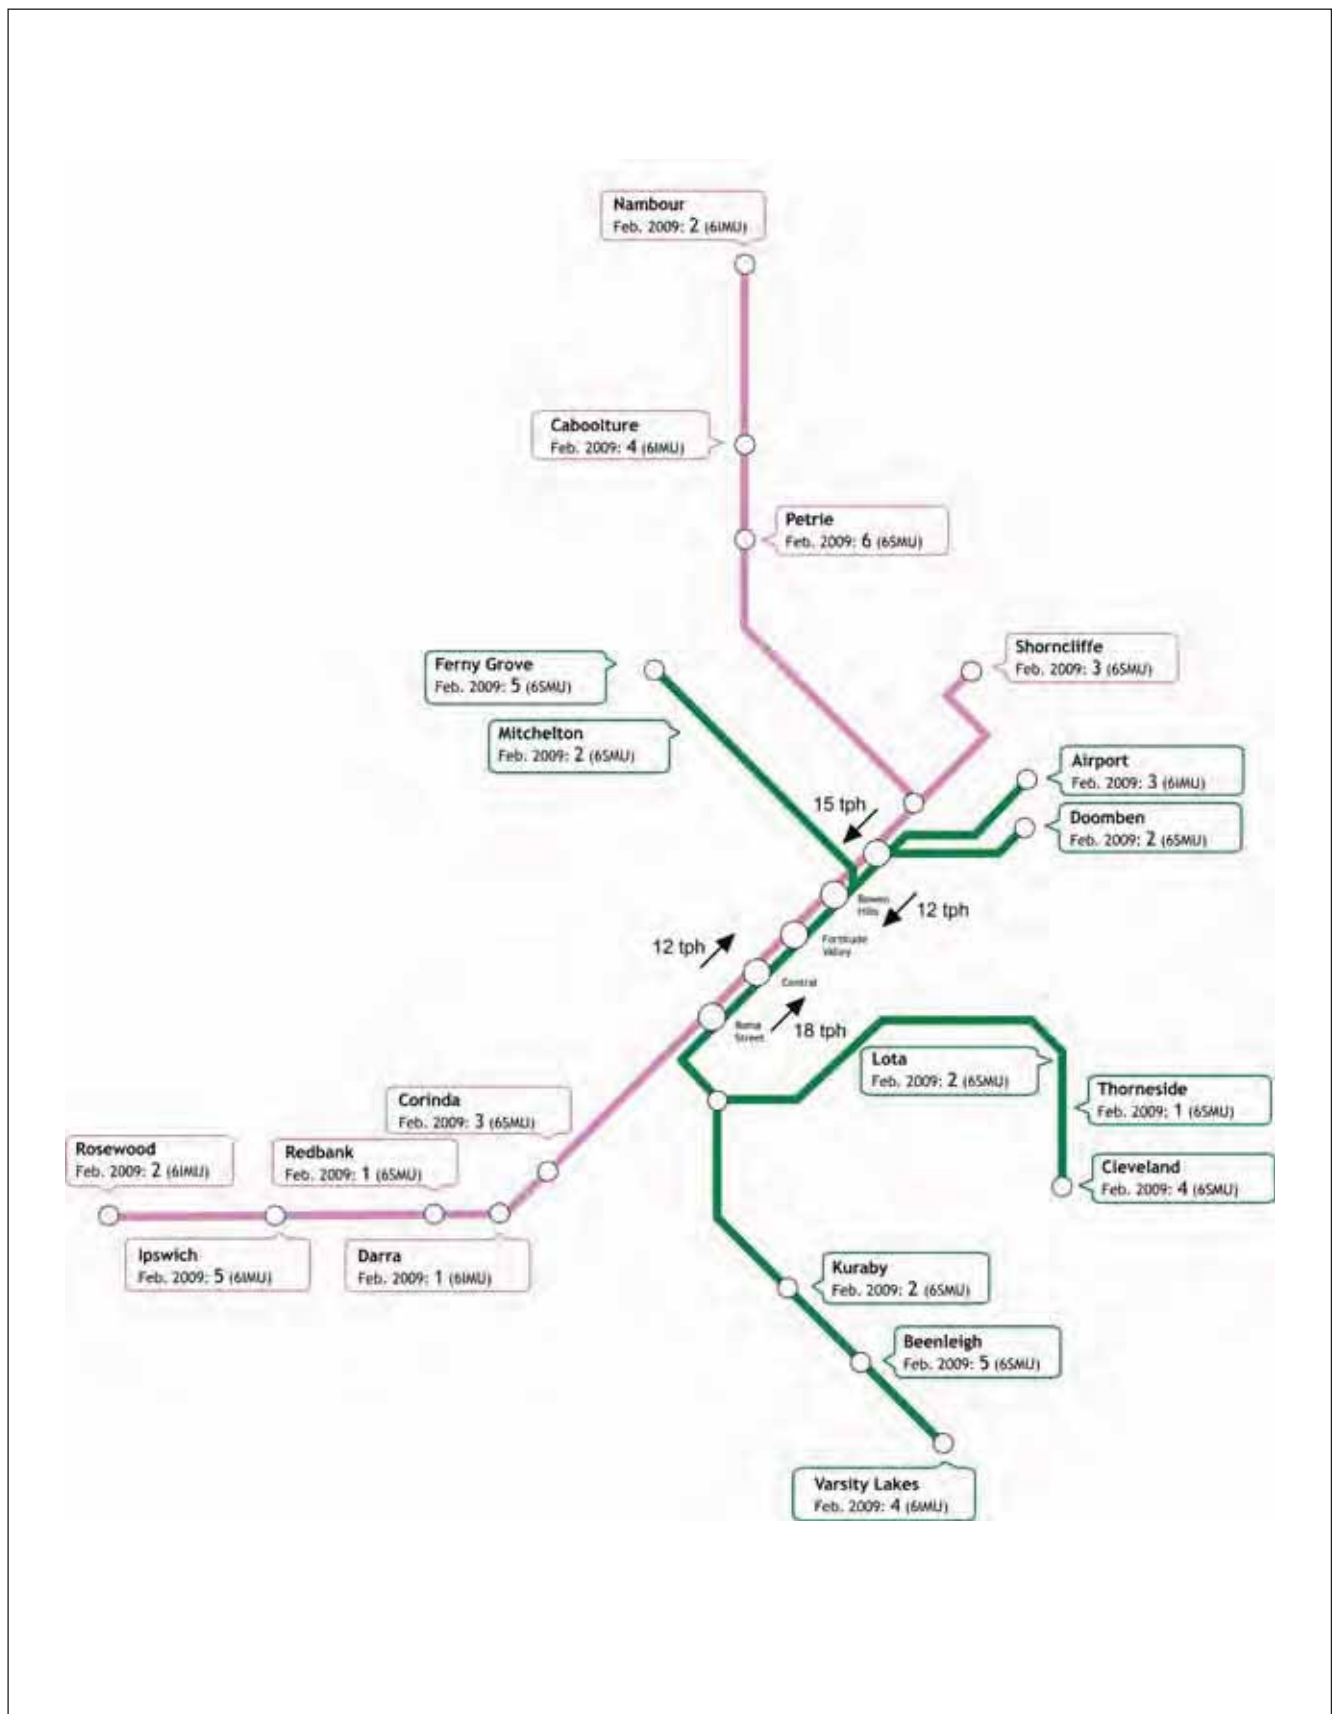 Nambour
Feb. 2009: 2 (6IMU)
Caboolture
Feb. 2009: 4 (6IMU)
Petrie
Feb. 2009: 6 (6SMU)
Shorncliffe
Feb. 2009: 3 (6SMU)
Ferny Grove
Feb. 2009: 5 (6SMU)
Mitchelton
Feb. 2009: 2 (6SMU)
Airport
Feb. 2009: 3 (6IMU)
Doomben
Feb. 2009: 2 (6SMU)
15 tph
12 tph
Bowen
Hills
12 tph
Fortitude
Valley
Central
Roma
Street
18 tph
Lota
Feb. 2009: 2 (6SMU)
Thorneside
Feb. 2009: 1 (6SMU)
Cleveland
Feb. 2009: 4 (6SMU)
Corinda
Feb. 2009: 3 (6SMU)
Rosewood
Feb. 2009: 2 (6IMU)
Redbank
Feb. 2009: 1 (6SMU)
Ipswich
Feb. 2009: 5 (6IMU)
Darra
Feb. 2009: 1 (6IMU)
Kuraby
Feb. 2009: 2 (6SMU)
Beenleigh
Feb. 2009: 5 (6SMU)
Varsity Lakes
Feb. 2009: 4 (6IMU)